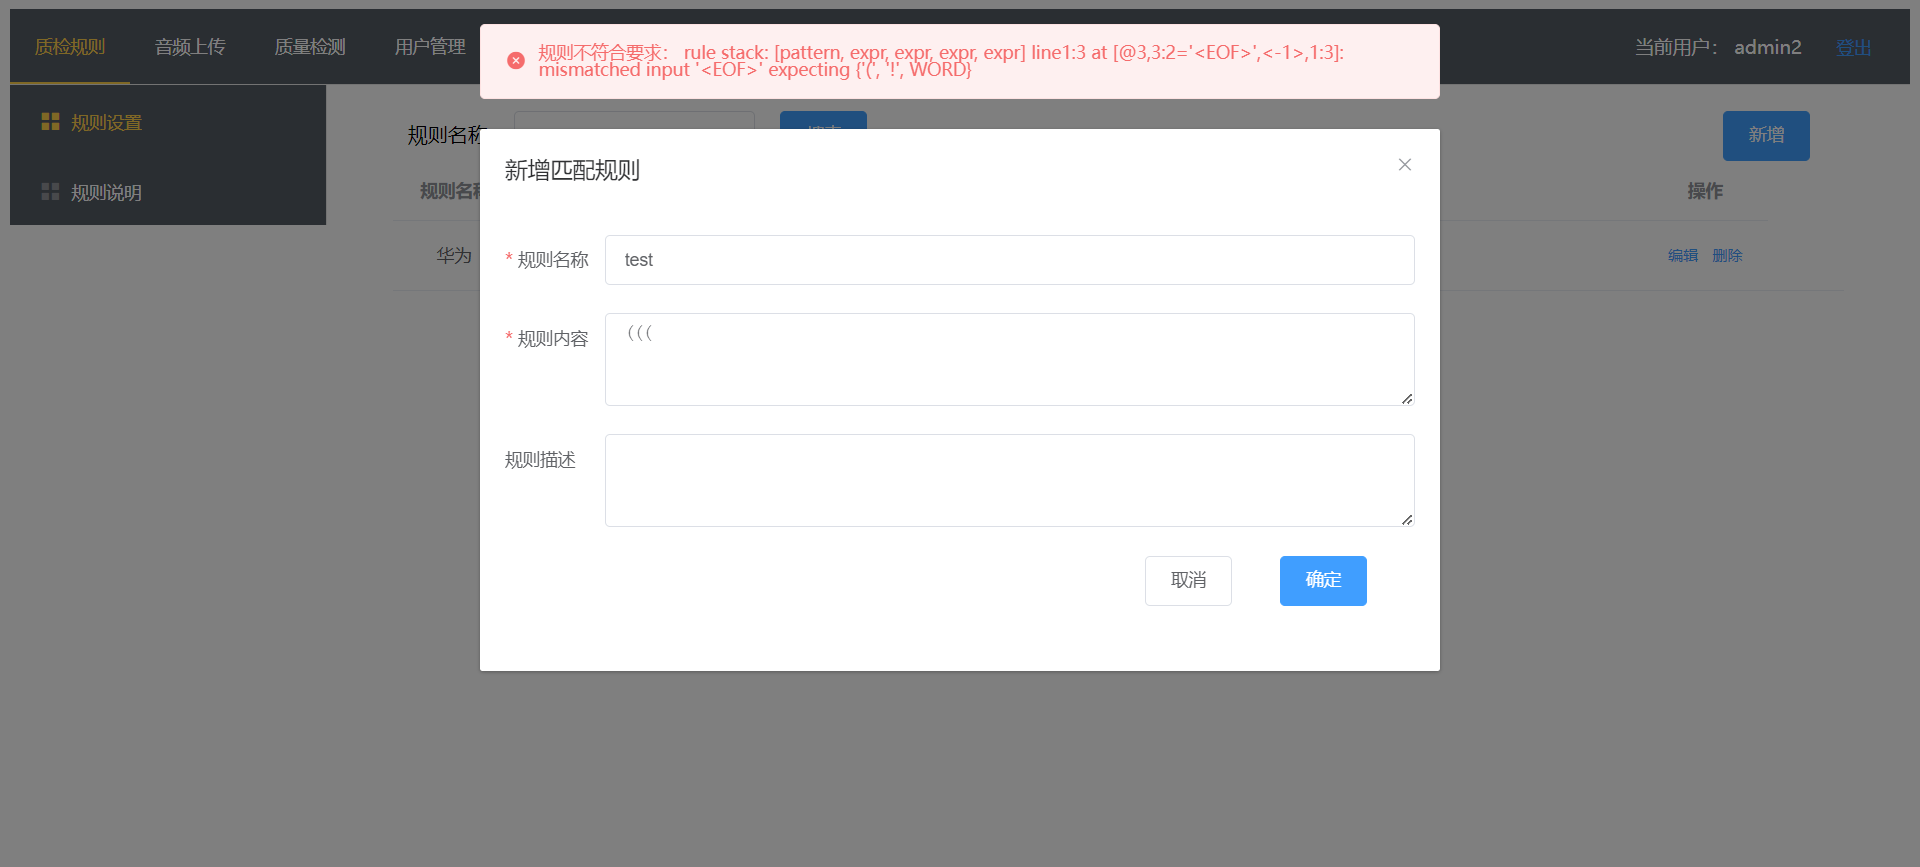 质检规则
音频上传
质量检测
用户管理
规则不符合要求： rule stack: [pattern, expr, expr, expr, expr] line1:3 at [@3,3:2='<EOF>',<-1>,1:3]:
mismatched input '<EOF>' expecting {'(', '!', WORD}
当前用户： admin2
登出
规则设置
规则说明
规则名称
新增
规则名
操作
华为
编辑
删除
新增匹配规则
* 规则名称
test
* 规则内容
(((
规则描述
取消
确定